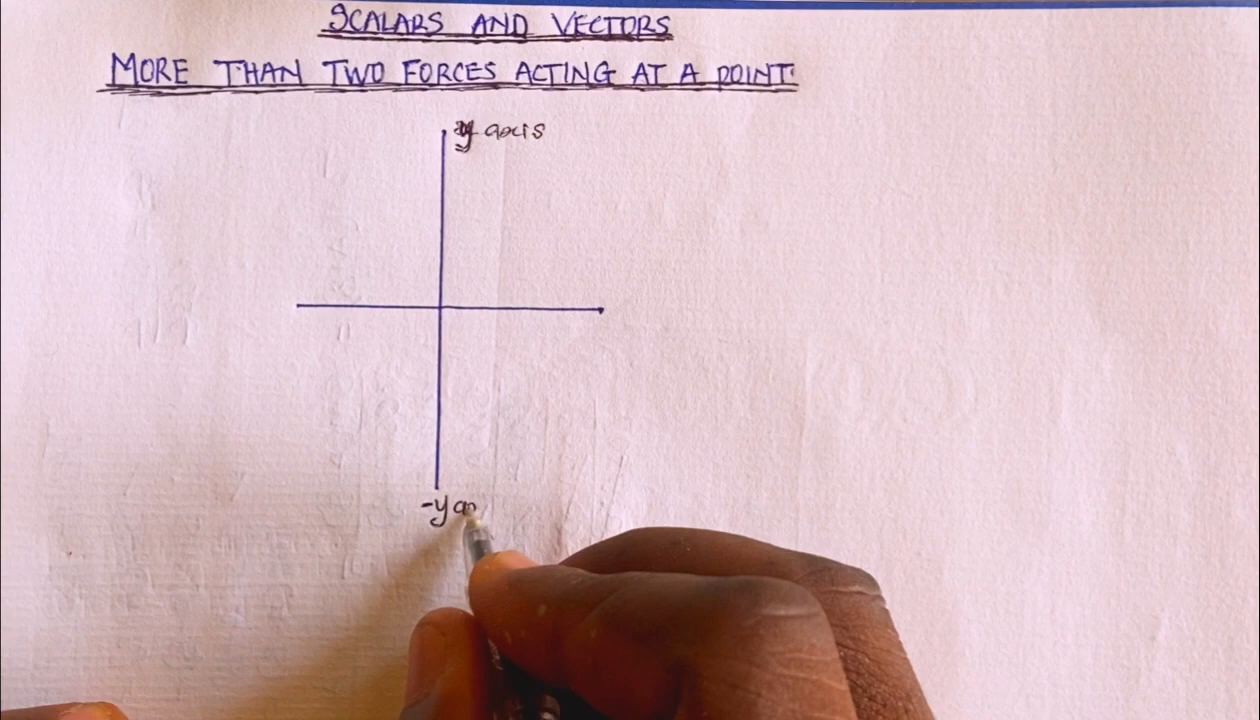 SCALARS AND VECTORS
MORE THAN TWO FORCES ACTING AT A POINT.
y axis
-y a